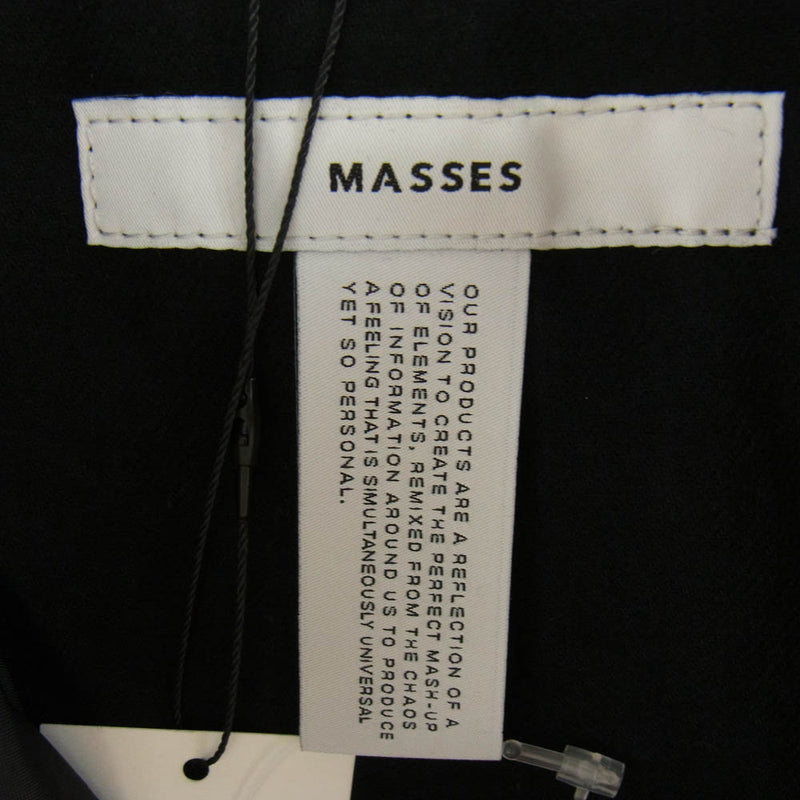 MASSES
OUR PRODUCTS ARE A REFLECTION OF A
VISION TO CREATE THE PERFECT MASH-UP
OF ELEMENTS, REMIXED FROM THE CHAOS
OF INFORMATION AROUND US TO PRODUCE
A FEELING THAT IS SIMULTANEOUSLY UNIVERSAL
YET SO PERSONAL.